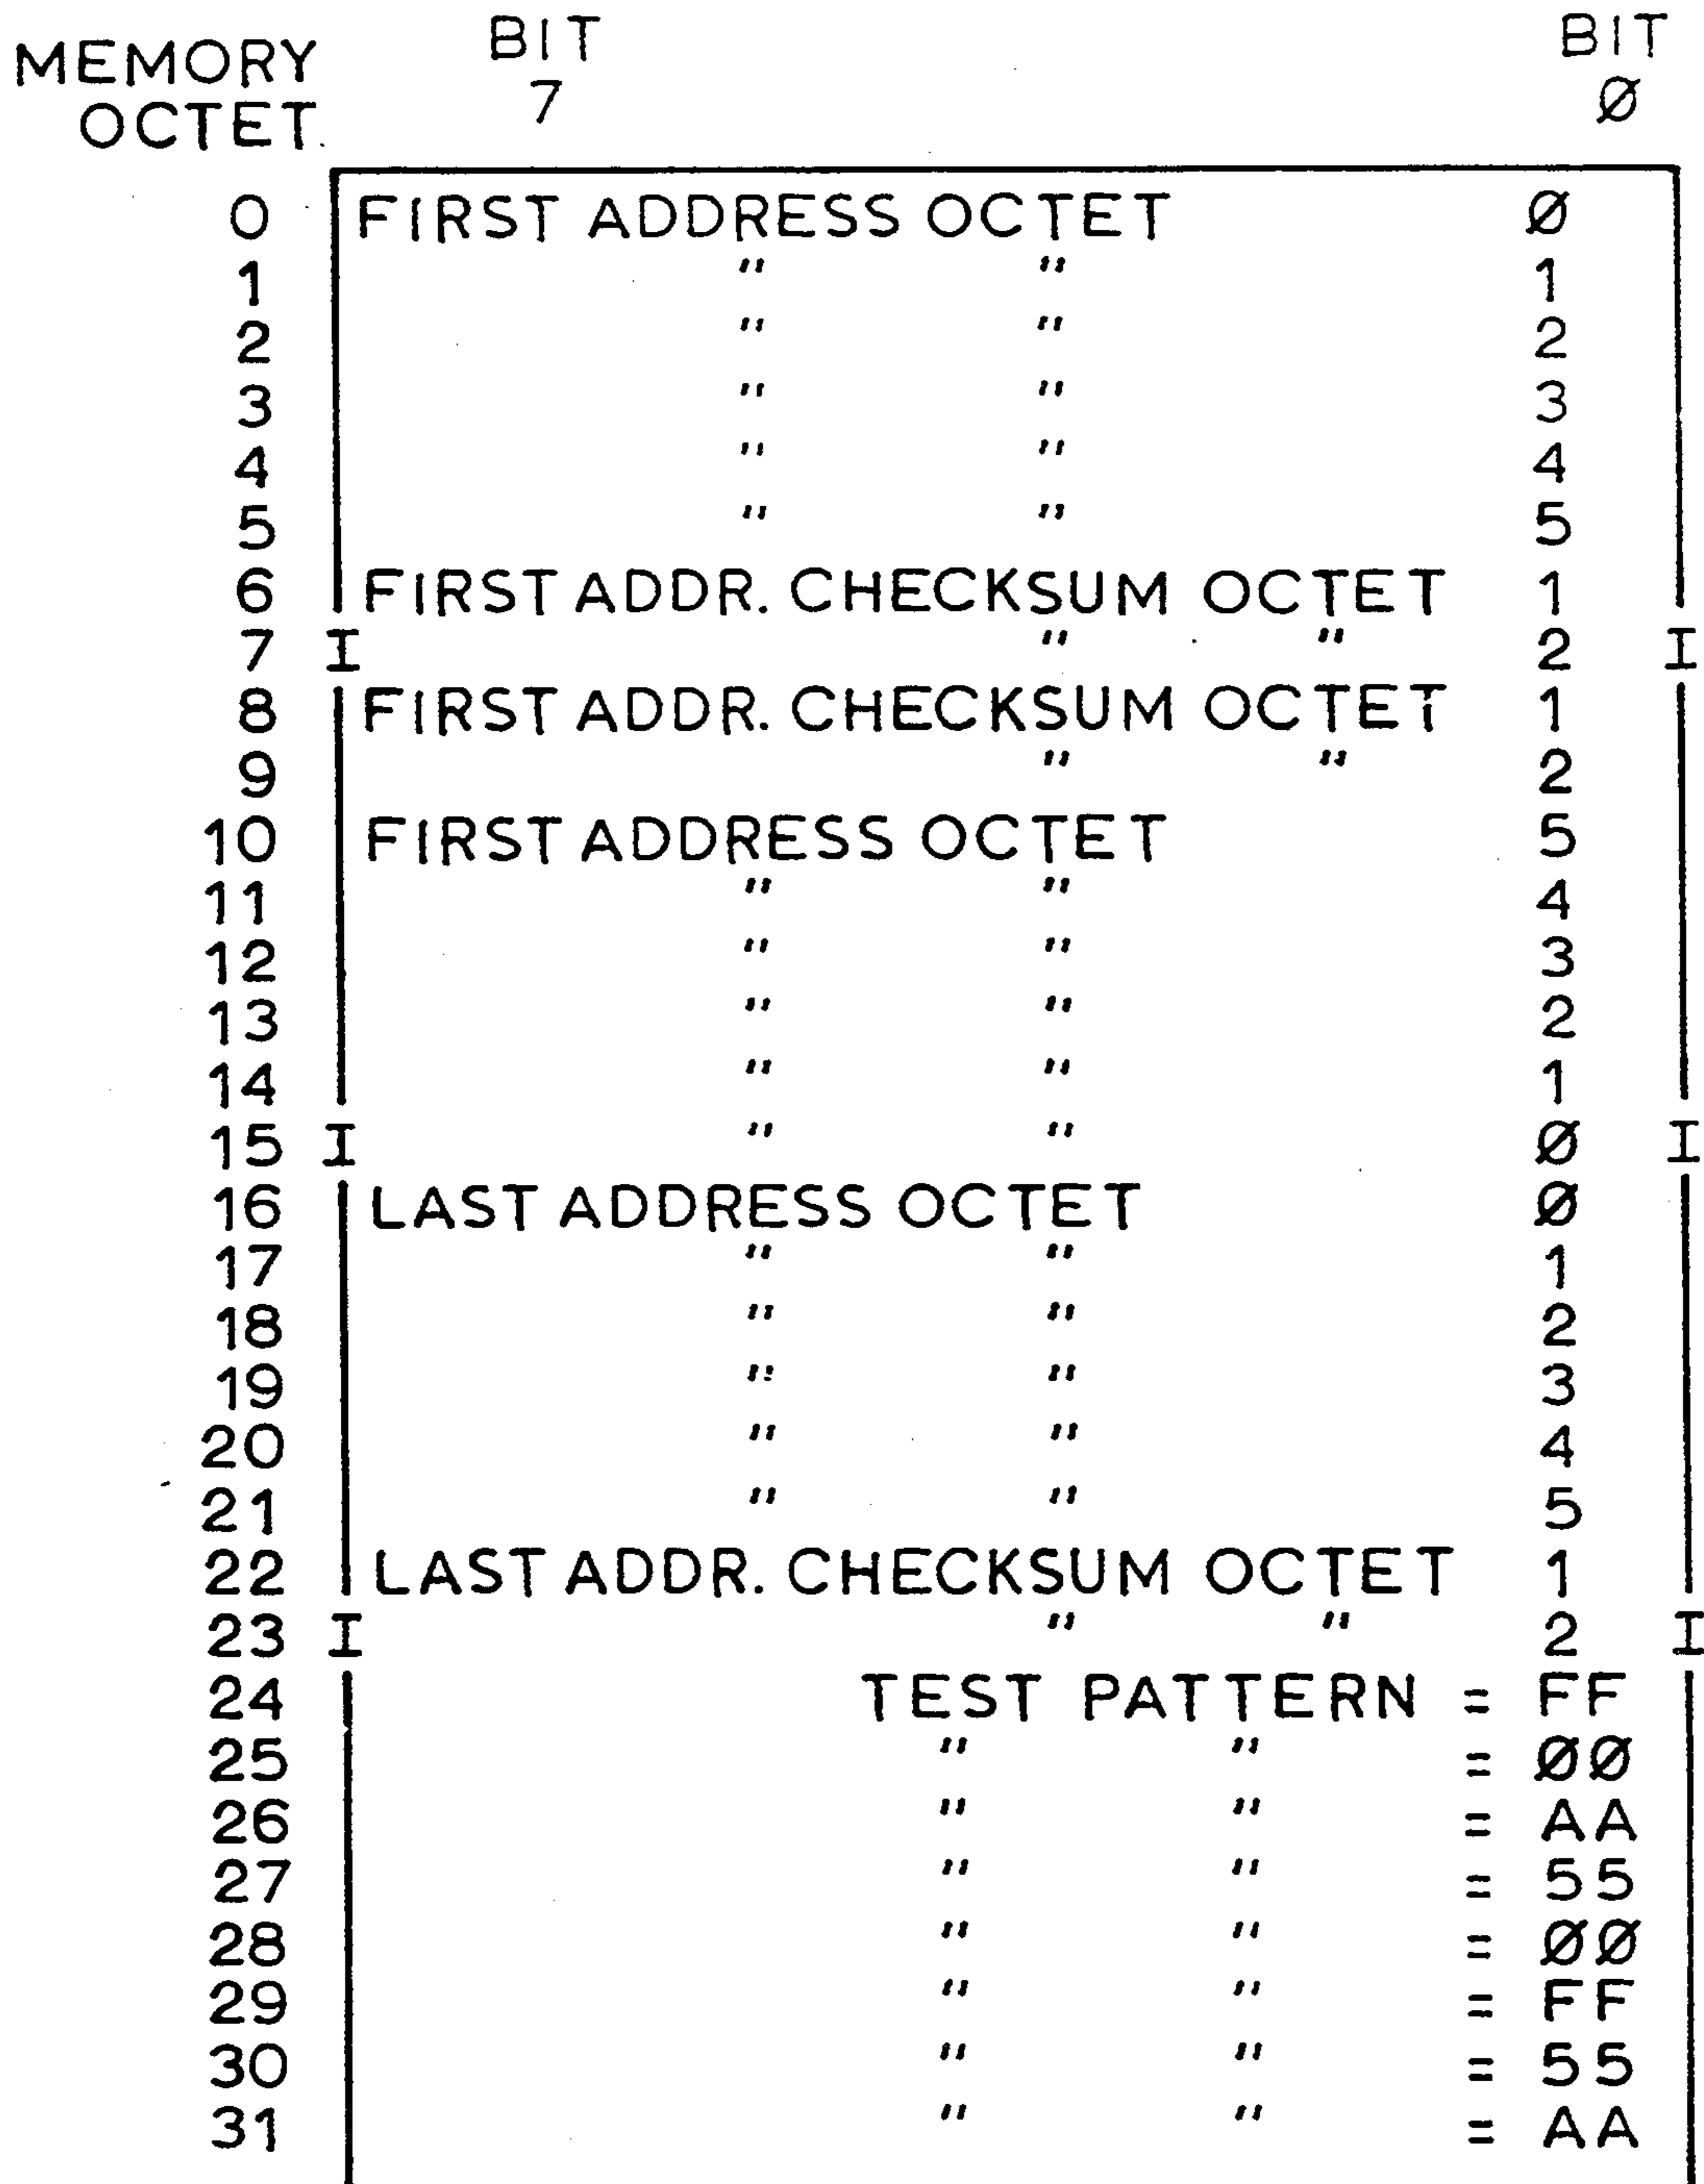 MEMORY OCTET BIT 7 BIT Ø
0 FIRST ADDRESS OCTET Ø
1 " " 1
2 " " 2
3 " " 3
4 " " 4
5 " " 5
6 FIRST ADDR. CHECKSUM OCTET 1
7 I " " 2 I
8 FIRST ADDR. CHECKSUM OCTET 1
9 " " 2
10 FIRST ADDRESS OCTET 5
11 " " 4
12 " " 3
13 " " 2
14 " " 1
15 I " " Ø I
16 LAST ADDRESS OCTET Ø
17 " " 1
18 " " 2
19 " " 3
20 " " 4
21 " " 5
22 LAST ADDR. CHECKSUM OCTET 1
23 I " " 2 I
24 TEST PATTERN = FF
25 " " = ØØ
26 " " = AA
27 " " = 55
28 " " = ØØ
29 " " = FF
30 " " = 55
31 " " = AA